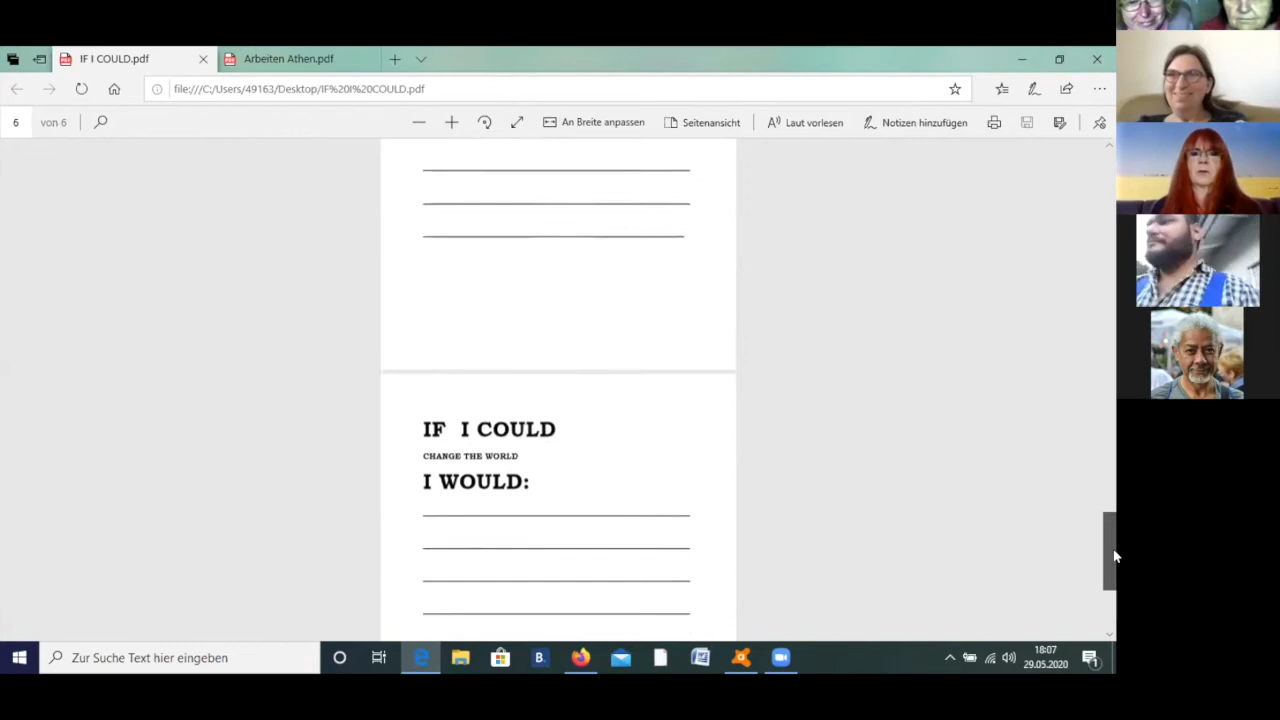 IF I COULD.pdf
Arbeiten Athen.pdf
file:///C:/Users/49163/Desktop/IF%20I%20COULD.pdf
6 von 6
An Breite anpassen
Seitenansicht
Laut vorlesen
Notizen hinzufügen
IF I COULD
CHANGE THE WORLD
I WOULD:
Zur Suche Text hier eingeben
B.
18:07
29.05.2020
1